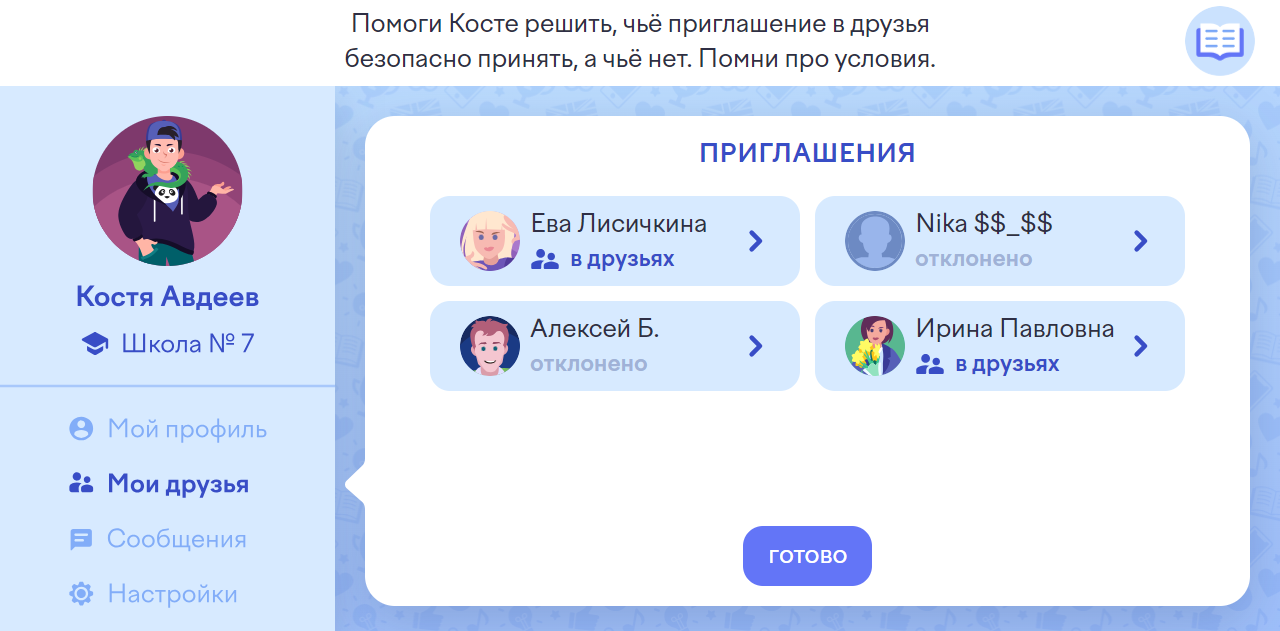 Помоги Косте решить, чьё приглашение в друзья
безопасно принять, а чьё нет. Помни про условия.
Костя Авдеев
Школа № 7
Мой профиль
Мои друзья
Сообщения
Настройки
ПРИГЛАШЕНИЯ
Ева Лисичкина
в друзьях
Nika $$_$$
отклонено
Алексей Б.
отклонено
Ирина Павловна
в друзьях
ГОТОВО